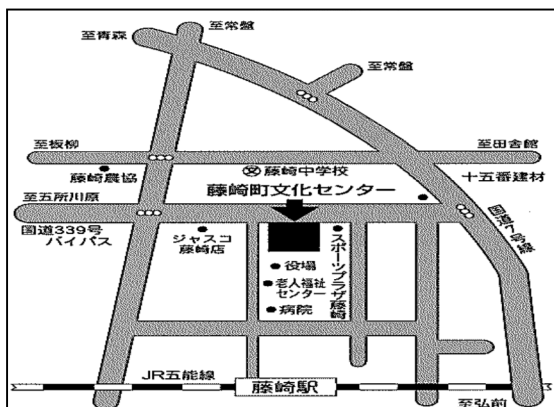 至常盤
至青森
至常盤
至板柳
至田舎館
藤崎農協
藤崎中学校
十五番建材
至五所川原
藤崎町文化センター
国道339号
バイパス
ジャスコ
藤崎店
スポーツプラザ藤崎
国道7号線
役場
老人福祉
センター
病院
JR五能線
藤崎駅
至弘前